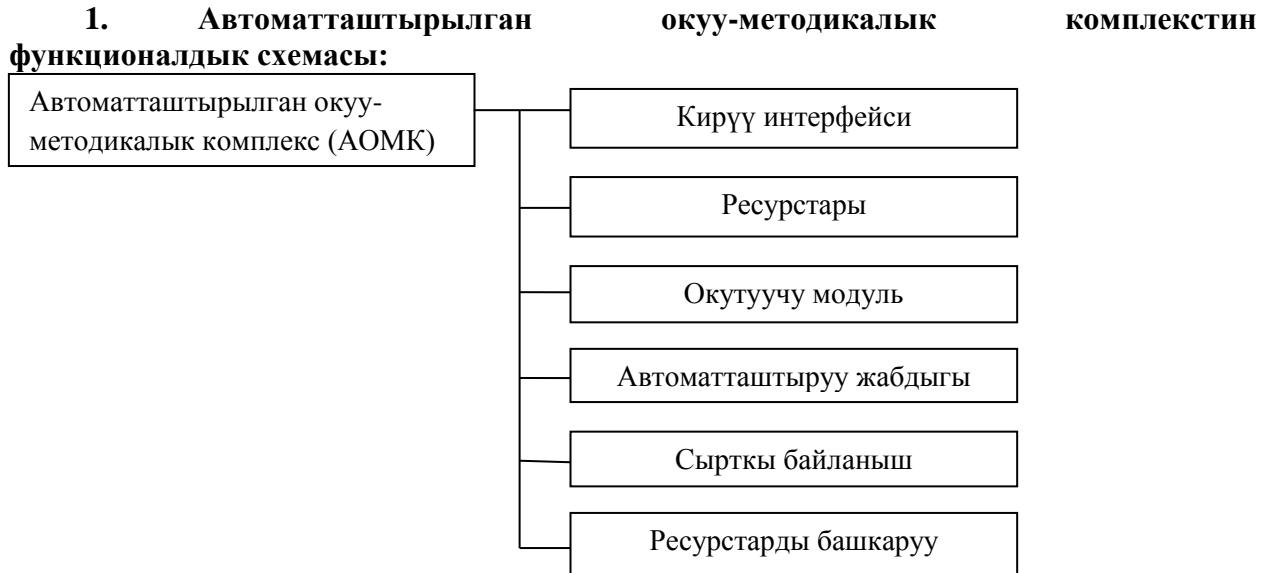 1. Автоматташтырылган окуу-методикалык комплекстин
функционалдык схемасы:
Автоматташтырылган окуу-
методикалык комплекс (АОМК)
Кирүү интерфейси
Ресурстары
Окутуучу модуль
Автоматташтыруу жабдыгы
Сырткы байланыш
Ресурстарды башкаруу